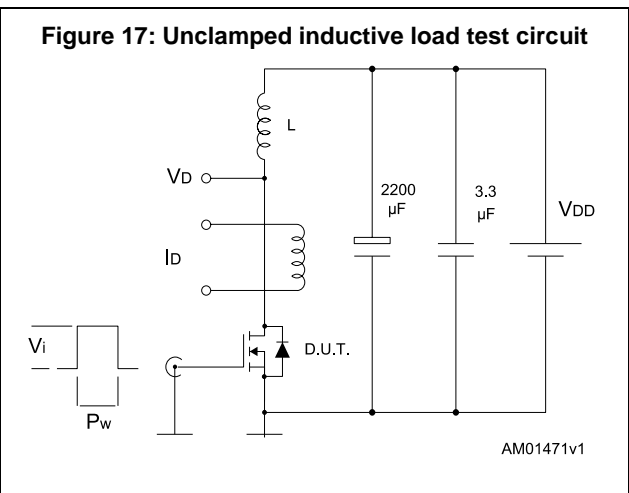 Figure 17: Unclamped inductive load test circuit
L
VD
2200
µF
3.3
µF
VDD
ID
Vi
D.U.T.
Pw
AM01471v1